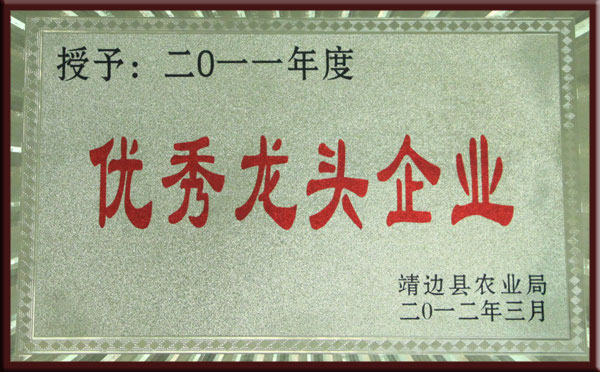 授予：二0一一年度
优秀龙头企业
靖边县农业局
二0一二年三月